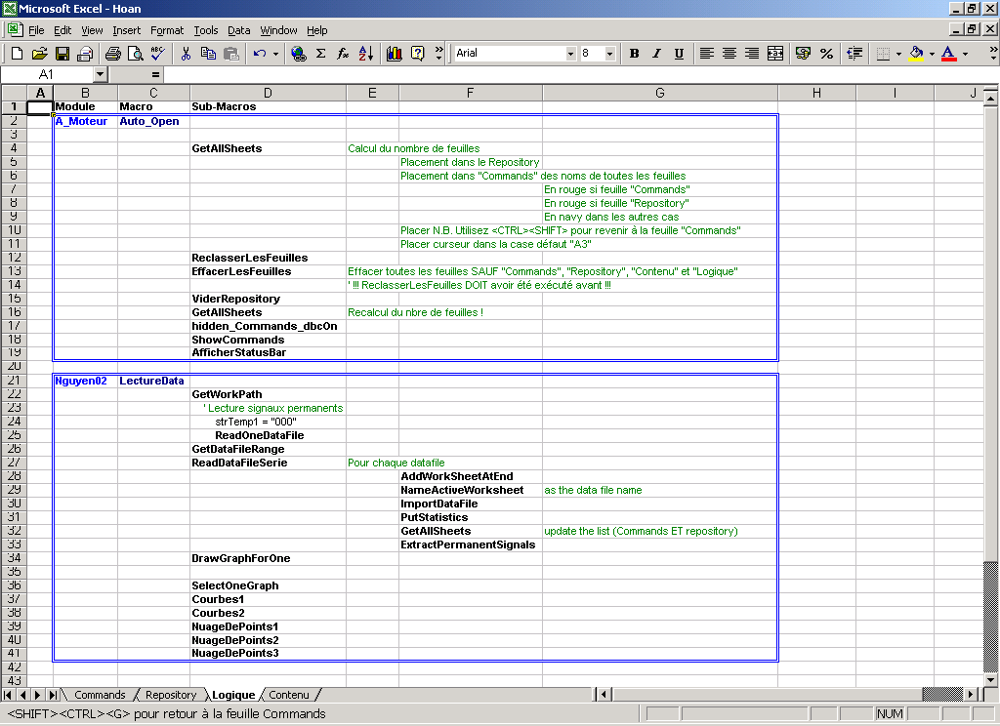 Microsoft Excel - Hoan
File Edit View Insert Format Tools Data Window Help
Arial 8 B I U
A1 =
A B C D E F G H I J
1 Module Macro Sub-Macros
2 A_Moteur Auto_Open
3
4 GetAllSheets Calcul du nombre de feuilles
5 Placement dans le Repository
6 Placement dans "Commands" des noms de toutes les feuilles
7 En rouge si feuille "Commands"
8 En rouge si feuille "Repository"
9 En navy dans les autres cas
10 Placer N.B. Utilisez <CTRL><SHIFT> pour revenir à la feuille "Commands"
11 Placer curseur dans la case défaut "A3"
12 ReclasserLesFeuilles
13 EffacerLesFeuilles Effacer toutes les feuilles SAUF "Commands", "Repository", "Contenu" et "Logique"
14 ' !!! ReclasserLesFeuilles DOIT avoir été exécuté avant !!!
15 ViderRepository
16 GetAllSheets Recalcul du nbre de feuilles !
17 hidden_Commands_dbcOn
18 ShowCommands
19 AfficherStatusBar
20
21 Nguyen02 LectureData
22 GetWorkPath
23 ' Lecture signaux permanents
24 strTemp1 = "000"
25 ReadOneDataFile
26 GetDataFileRange
27 ReadDataFileSerie Pour chaque datafile
28 AddWorkSheetAtEnd
29 NameActiveWorksheet as the data file name
30 ImportDataFile
31 PutStatistics
32 GetAllSheets update the list (Commands ET repository)
33 ExtractPermanentSignals
34 DrawGraphForOne
35
36 SelectOneGraph
37 Courbes1
38 Courbes2
39 NuageDePoints1
40 NuageDePoints2
41 NuageDePoints3
42
43
Commands Repository Logique Contenu
<SHIFT><CTRL><G> pour retour à la feuille Commands NUM